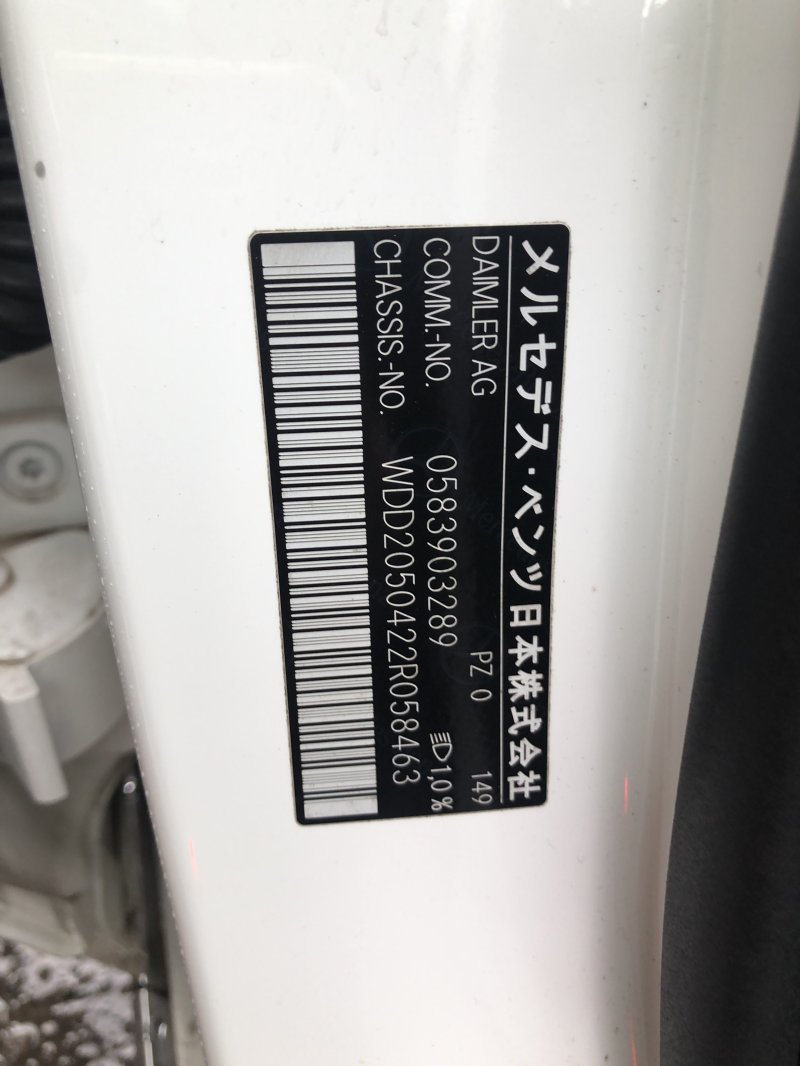 メルセデス・ベンツ日本株式会社
DAIMLER AG PZ 0 149
COMM.-NO. 0583903289 1,0%
CHASSIS.-NO. WDD2050422R058463